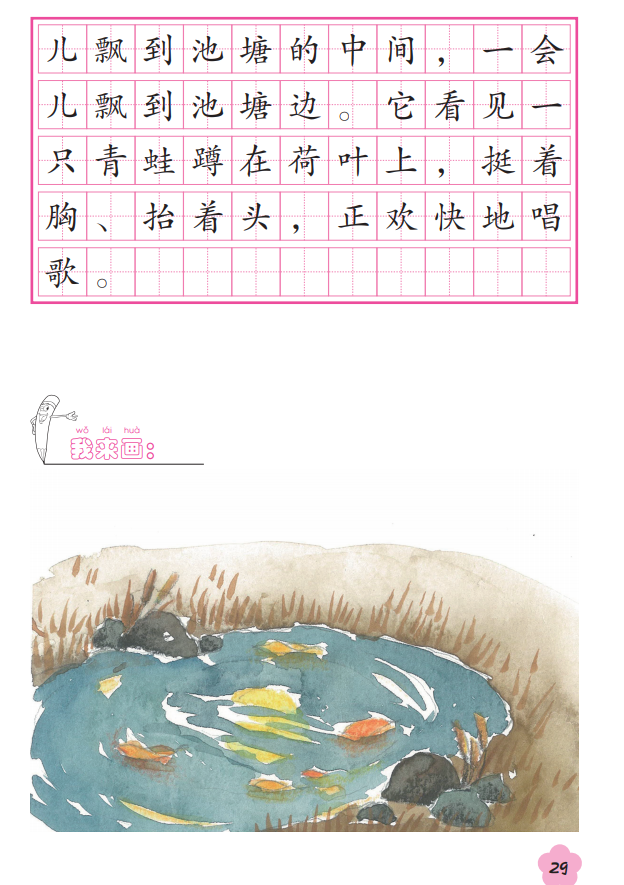 儿飘到池塘的中间，一会
儿飘到池塘边。它看见一
只青蛙蹲在荷叶上，挺着
胸、抬着头，正欢快地唱
歌。
wǒ lái huà
我来画：
29